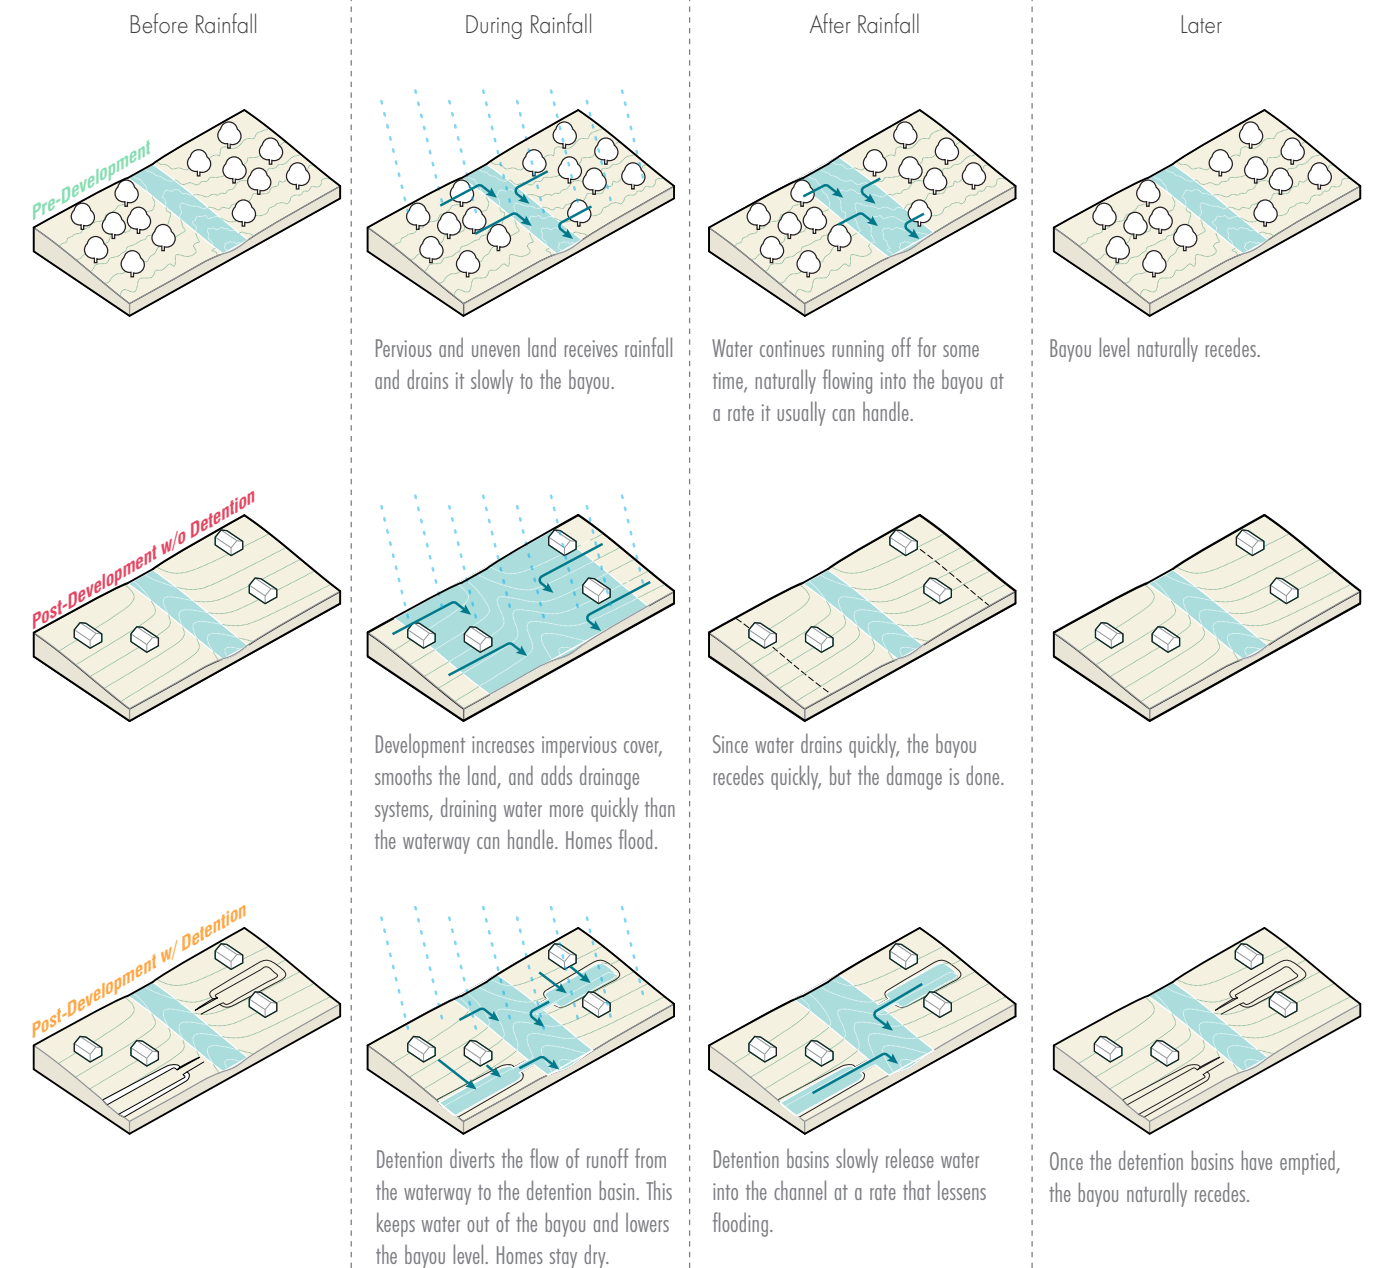 Before Rainfall
During Rainfall
After Rainfall
Later
Pre-Development
Pervious and uneven land receives rainfall
and drains it slowly to the bayou.
Water continues running off for some
time, naturally flowing into the bayou at
a rate it usually can handle.
Bayou level naturally recedes.
Post-Development w/o Detention
Development increases impervious cover,
smooths the land, and adds drainage
systems, draining water more quickly than
the waterway can handle. Homes flood.
Since water drains quickly, the bayou
recedes quickly, but the damage is done.
Post-Development w/ Detention
Detention diverts the flow of runoff from
the waterway to the detention basin. This
keeps water out of the bayou and lowers
the bayou level. Homes stay dry.
Detention basins slowly release water
into the channel at a rate that lessens
flooding.
Once the detention basins have emptied,
the bayou naturally recedes.